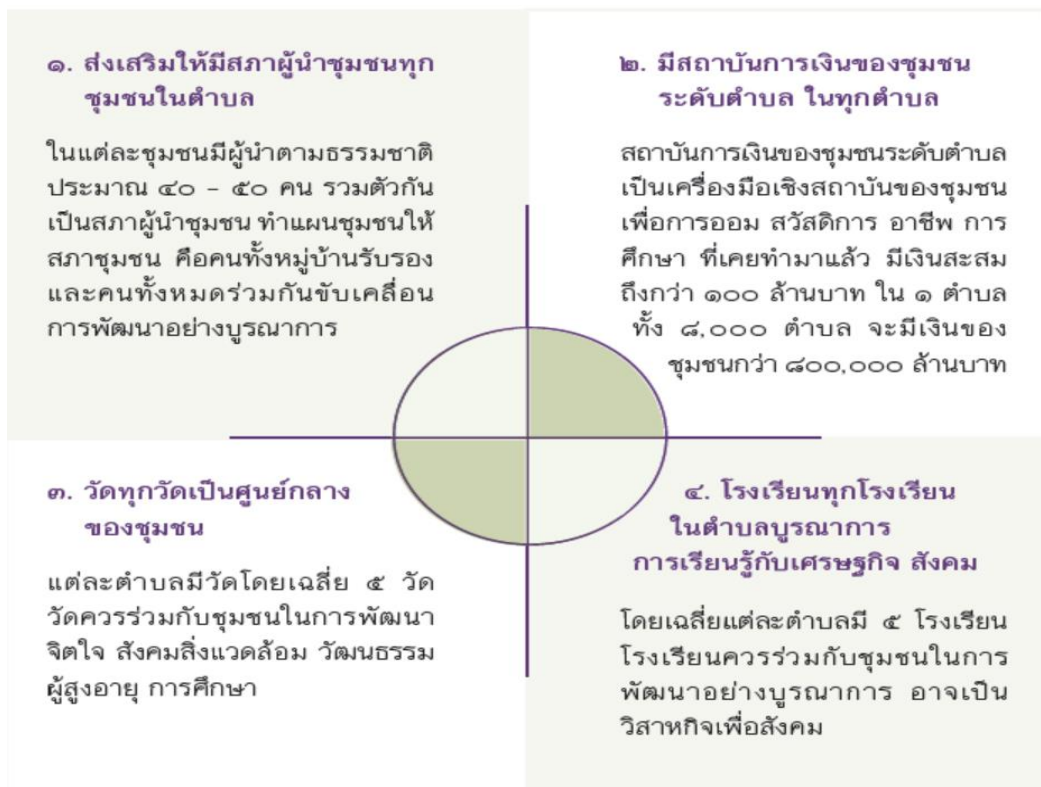 ๑. ส่งเสริมให้มีสภาผู้นำชุมชนทุก
ชุมชนในตำบล
ในแต่ละชุมชนมีผู้นำตามธรรมชาติ
ประมาณ ๔๐ - ๕๐ คน รวมตัวกัน
เป็นสภาผู้นำชุมชน ทำแผนชุมชนให้
สภาชุมชน คือคนทั้งหมู่บ้านรับรอง
และคนทั้งหมดร่วมกันขับเคลื่อน
การพัฒนาอย่างบูรณาการ
๒. มีสถาบันการเงินของชุมชน
ระดับตำบล ในทุกตำบล
สถาบันการเงินของชุมชนระดับตำบล
เป็นเครื่องมือเชิงสถาบันของชุมชน
เพื่อการออม สวัสดิการ อาชีพ การ
ศึกษา ที่เคยทำมาแล้ว มีเงินสะสม
ถึงกว่า ๑๐๐ ล้านบาท ใน ๑ ตำบล
ทั้ง ๘,๐๐๐ ตำบล จะมีเงินของ
ชุมชนกว่า ๘๐๐,๐๐๐ ล้านบาท
๓. วัดทุกวัดเป็นศูนย์กลาง
ของชุมชน
แต่ละตำบลมีวัดโดยเฉลี่ย ๕ วัด
วัดควรร่วมกับชุมชนในการพัฒนา
จิตใจ สังคมสิ่งแวดล้อม วัฒนธรรม
ผู้สูงอายุ การศึกษา
๔. โรงเรียนทุกโรงเรียน
ในตำบลบูรณาการ
การเรียนรู้กับเศรษฐกิจ สังคม
โดยเฉลี่ยแต่ละตำบลมี ๕ โรงเรียน
โรงเรียนควรร่วมกับชุมชนในการ
พัฒนาอย่างบูรณาการ อาจเป็น
วิสาหกิจเพื่อสังคม